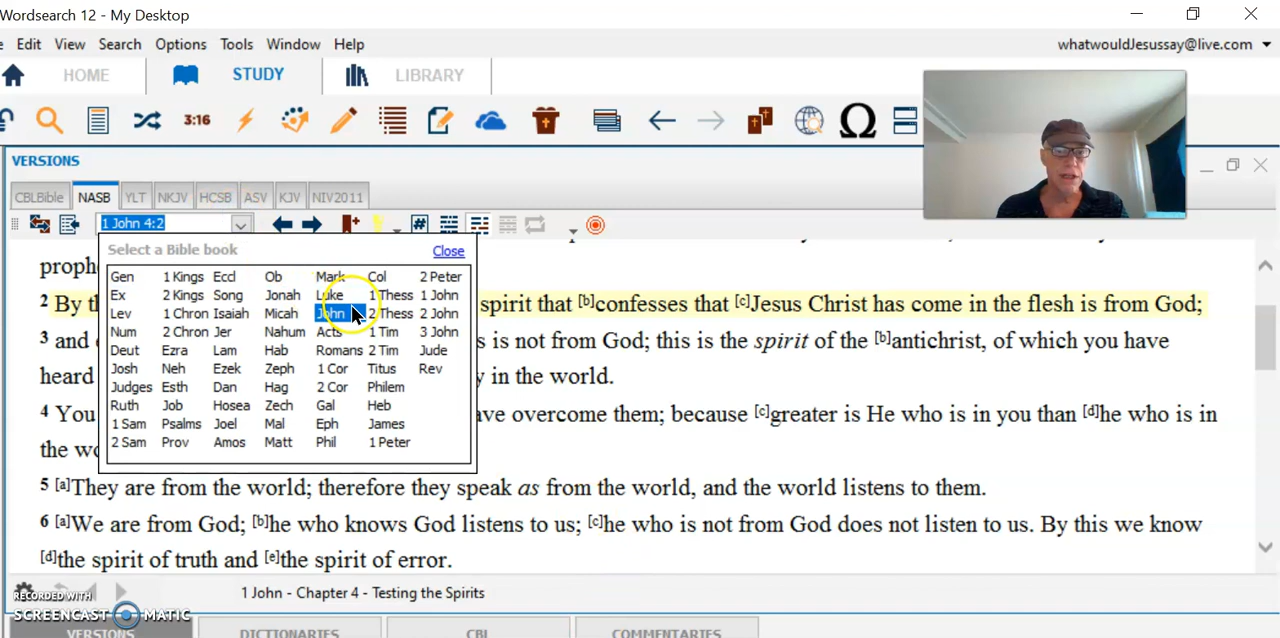 Wordsearch 12 - My Desktop
Edit View Search Options Tools Window Help whatwouldJesussay@live.com
HOME STUDY LIBRARY
3:16
VERSIONS
CBLBible NASB YLT NKJV HCSB ASV KJV NIV2011
1 John 4:2 #
Select a Bible book Close
Gen 1 Kings Eccl Ob Mark Col 2 Peter
Ex 2 Kings Song Jonah Luke 1 Thess 1 John
Lev 1 Chron Isaiah Micah John 2 Thess 2 John
Num 2 Chron Jer Nahum Acts 1 Tim 3 John
Deut Ezra Lam Hab Romans 2 Tim Jude
Josh Neh Ezek Zeph 1 Cor Titus Rev
Judges Esth Dan Hag 2 Cor Philem
Ruth Job Hosea Zech Gal Heb
1 Sam Psalms Joel Mal Eph James
2 Sam Prov Amos Matt Phil 1 Peter
proph
2 By th spirit that [b]confesses that [c]Jesus Christ has come in the flesh is from God;
3 and s is not from God; this is the spirit of the [b]antichrist, of which you have
heard y in the world.
4 You ave overcome them; because [c]greater is He who is in you than [d]he who is in
the wo
5 [a]They are from the world; therefore they speak as from the world, and the world listens to them.
6 [a]We are from God; [b]he who knows God listens to us; [c]he who is not from God does not listen to us. By this we know
[d]the spirit of truth and [e]the spirit of error.
1 John - Chapter 4 - Testing the Spirits
RECORDED WITH
SCREENCAST MATIC
VERSIONS DICTIONARIES CBL COMMENTARIES